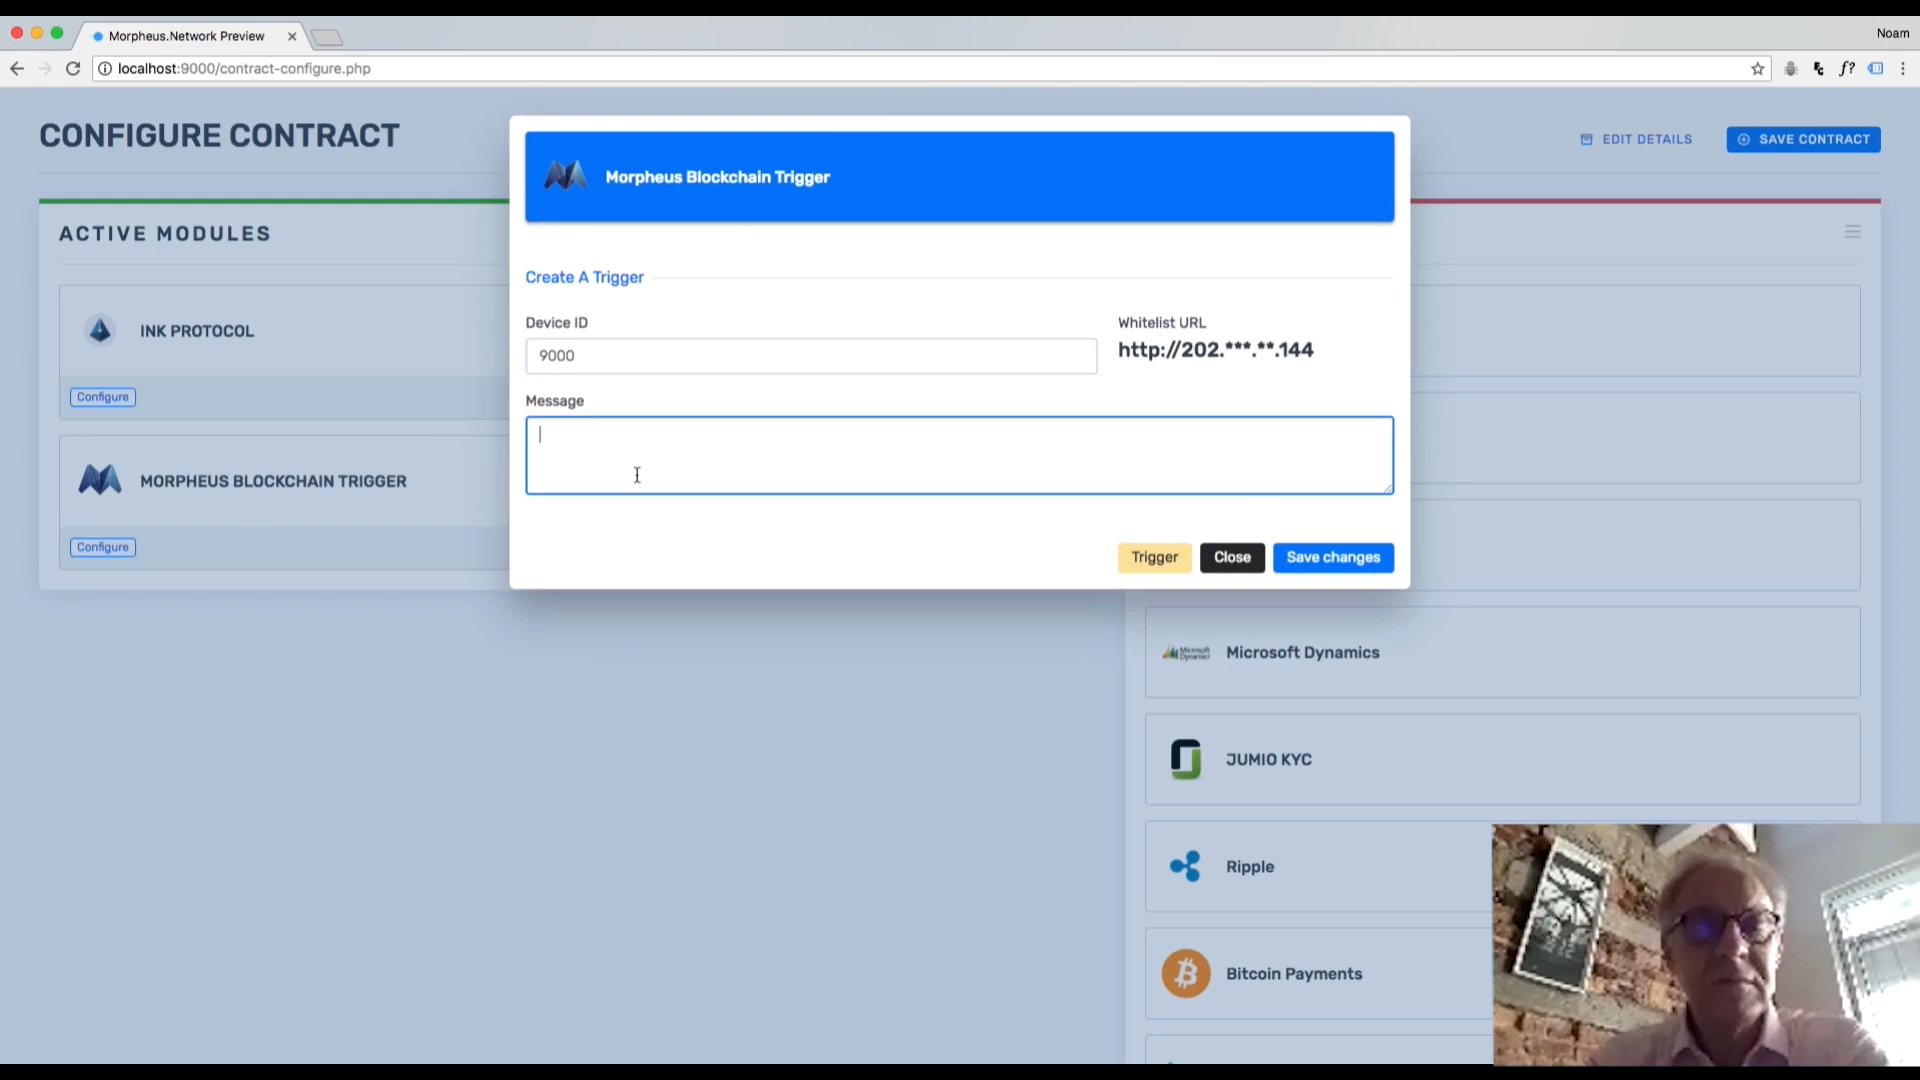 Morpheus.Network Preview
Noam
localhost:9000/contract-configure.php
f?
CONFIGURE CONTRACT
EDIT DETAILS
SAVE CONTRACT
Morpheus Blockchain Trigger
ACTIVE MODULES
Create A Trigger
Device ID
Whitelist URL
9000
http://202.***.**.144
INK PROTOCOL
Configure
Message
MORPHEUS BLOCKCHAIN TRIGGER
Configure
Trigger
Close
Save changes
Microsoft Dynamics
Microsoft Dynamics
JUMIO KYC
Ripple
Bitcoin Payments